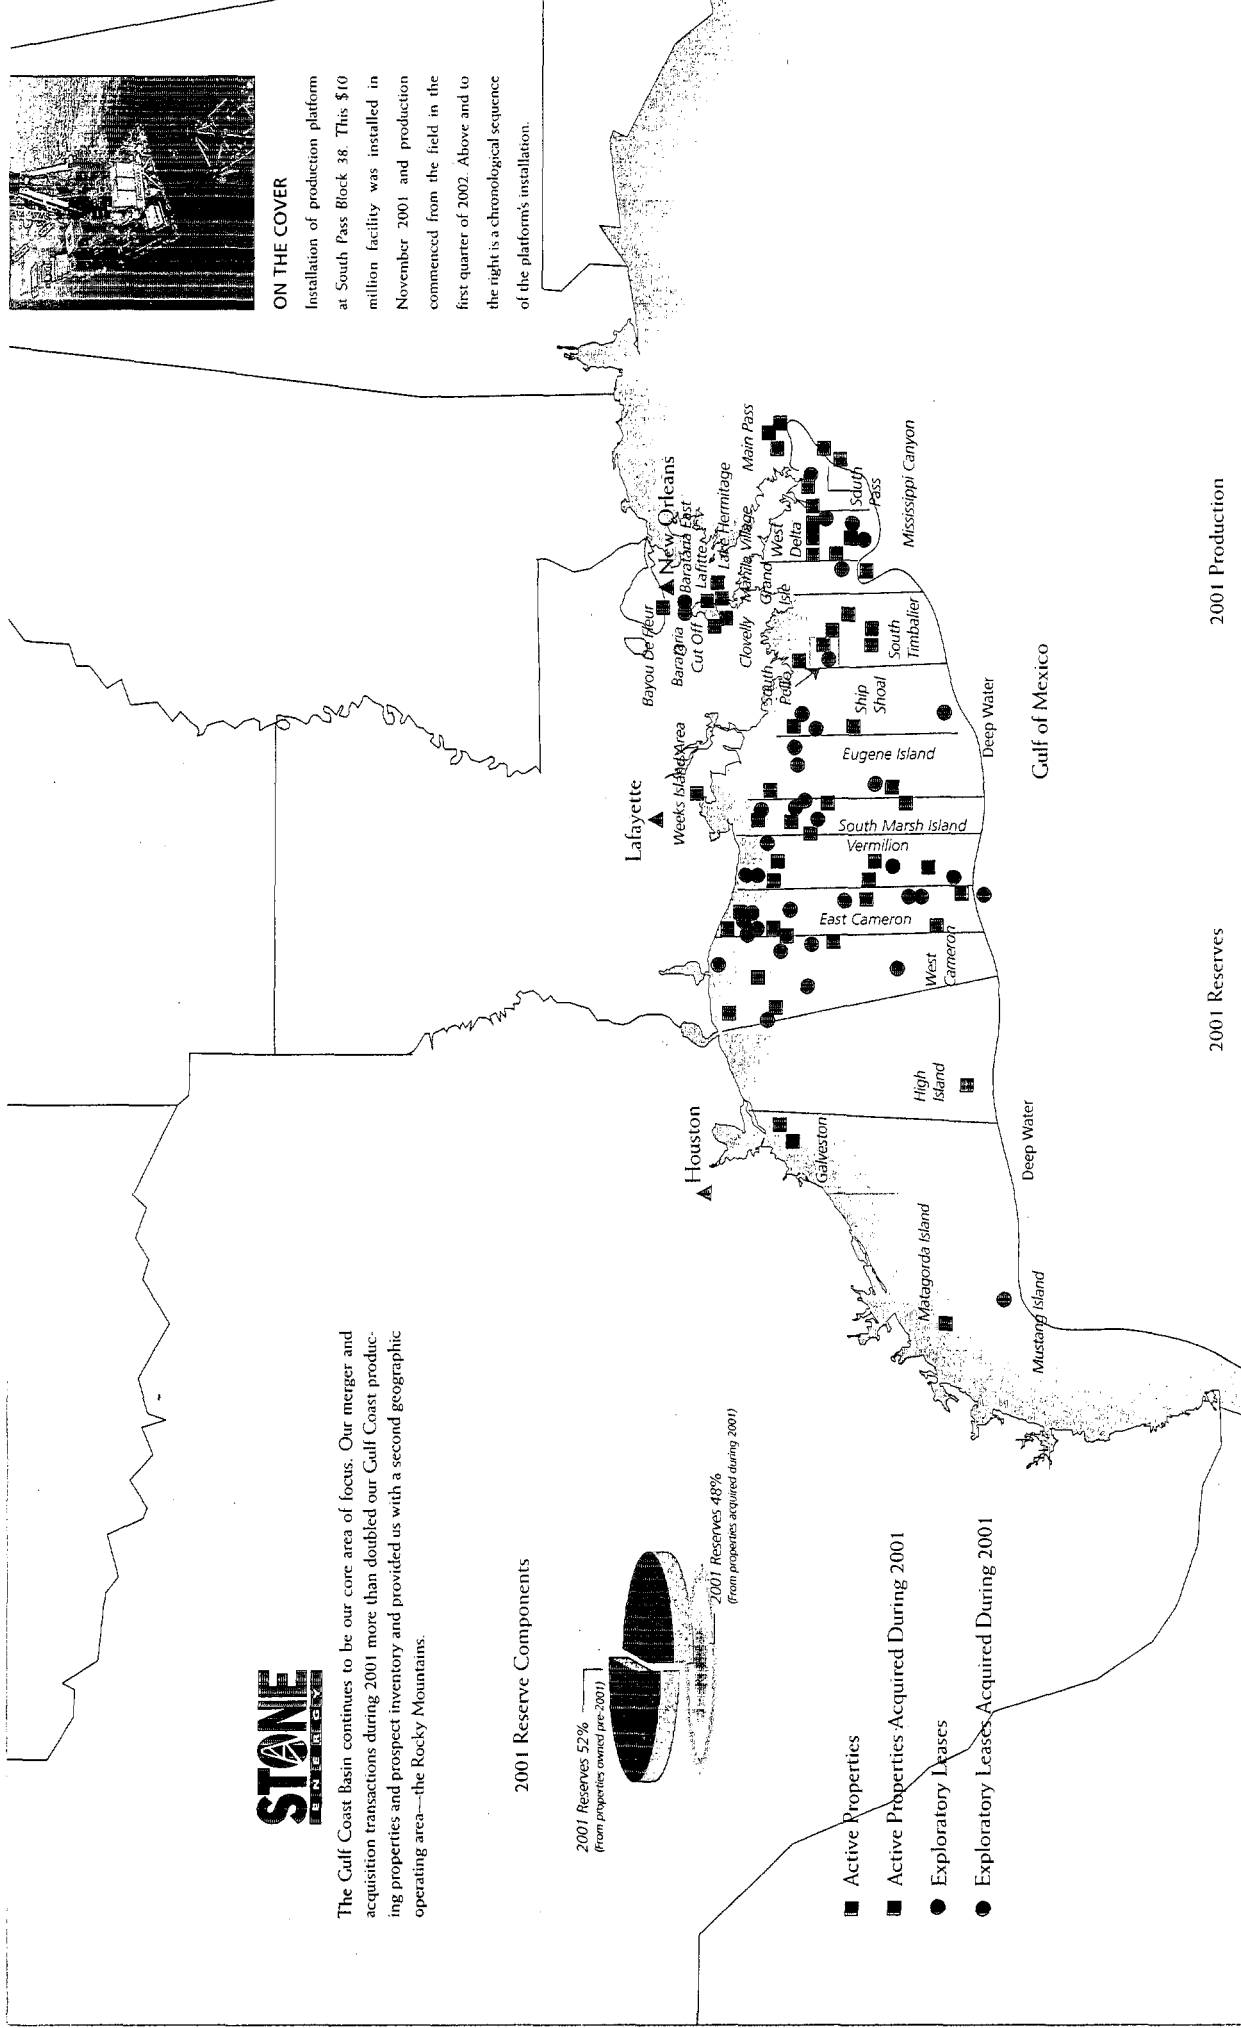 STONE
ENERGY
The Gulf Coast Basin continues to be our core area of focus. Our merger and
acquisition transactions during 2001 more than doubled our Gulf Coast produc-
ing properties and prospect inventory and provided us with a second geographic
operating area—the Rocky Mountains.
2001 Reserve Components
2001 Reserves 52%
(From properties owned pre-2001)
2001 Reserves 48%
(From properties acquired during 2001)
Active Properties
Active Properties Acquired During 2001
Exploratory Leases
Exploratory Leases Acquired During 2001
Houston
Lafayette
New Orleans
Bayou De Fleur
Barataria
Barataria East
Cut Off
Lafitte
Lake Hermitage
Clovelly
Manila Village
Weeks Island Area
Main Pass
South
Pelto
Grand
Isle
West
Delta
South
Pass
Mississippi Canyon
South
Timbalier
Ship
Shoal
Eugene Island
South Marsh Island
Vermilion
East Cameron
West
Cameron
High
Island
Galveston
Matagorda Island
Mustang Island
Deep Water
Deep Water
Gulf of Mexico
2001 Reserves
2001 Production
ON THE COVER
Installation of production platform
at South Pass Block 38. This $10
million facility was installed in
November 2001 and production
commenced from the field in the
first quarter of 2002. Above and to
the right is a chronological sequence
of the platform's installation.